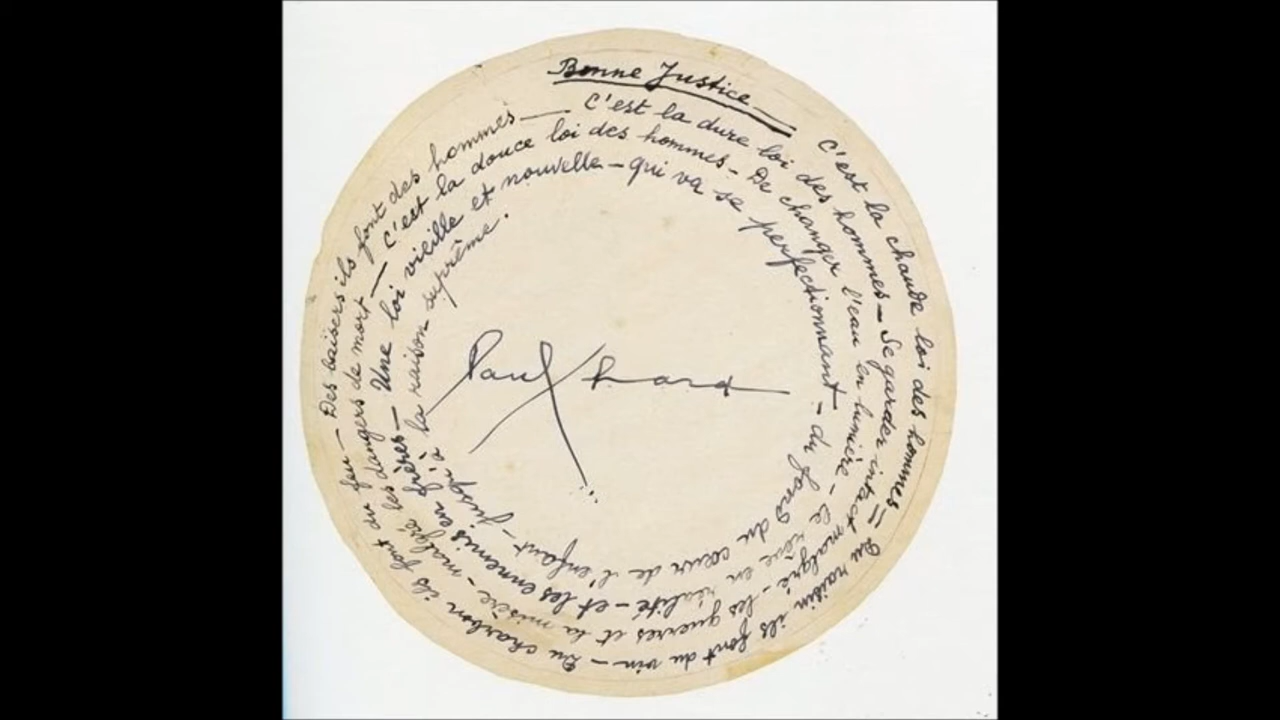 Bonne Justice
C'est la chaude loi des hommes = Du raisin ils font du vin — Du charbon ils font du feu — Des baisers ils font des hommes —
C'est la dure loi des hommes — Se garder intact malgré - les guerres et la misère - malgré les dangers de mort —
C'est la douce loi des hommes - De changer l'eau en lumière - le rêve en réalité - et les ennemis en frères —
Une loi vieille et nouvelle - qui va se perfectionnant - du fond du cœur de l'enfant - jusqu'à la raison suprême.
Paul Eluard